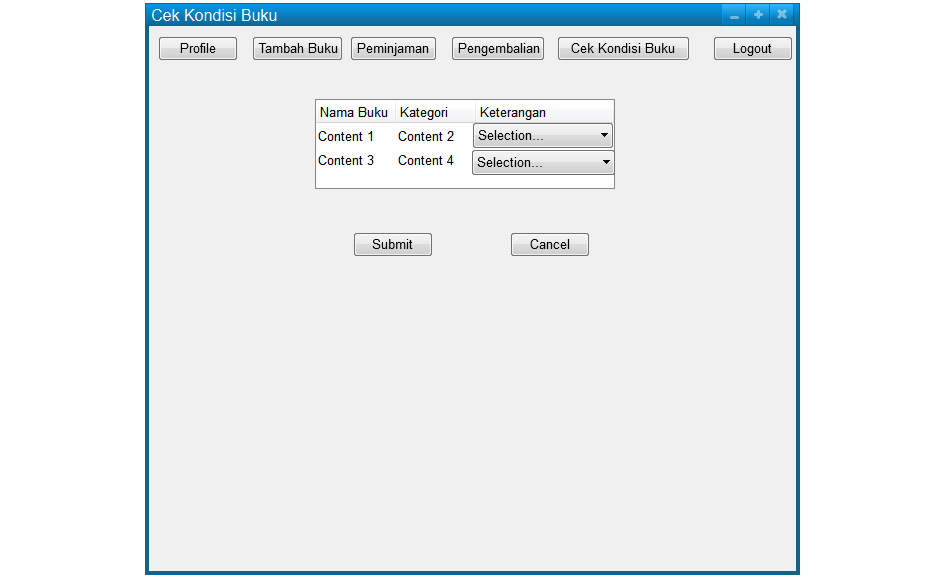 Cek Kondisi Buku
Profile Tambah Buku Peminjaman Pengembalian Cek Kondisi Buku Logout
Nama Buku Kategori Keterangan
Content 1 Content 2 Selection...
Content 3 Content 4 Selection...
Submit Cancel